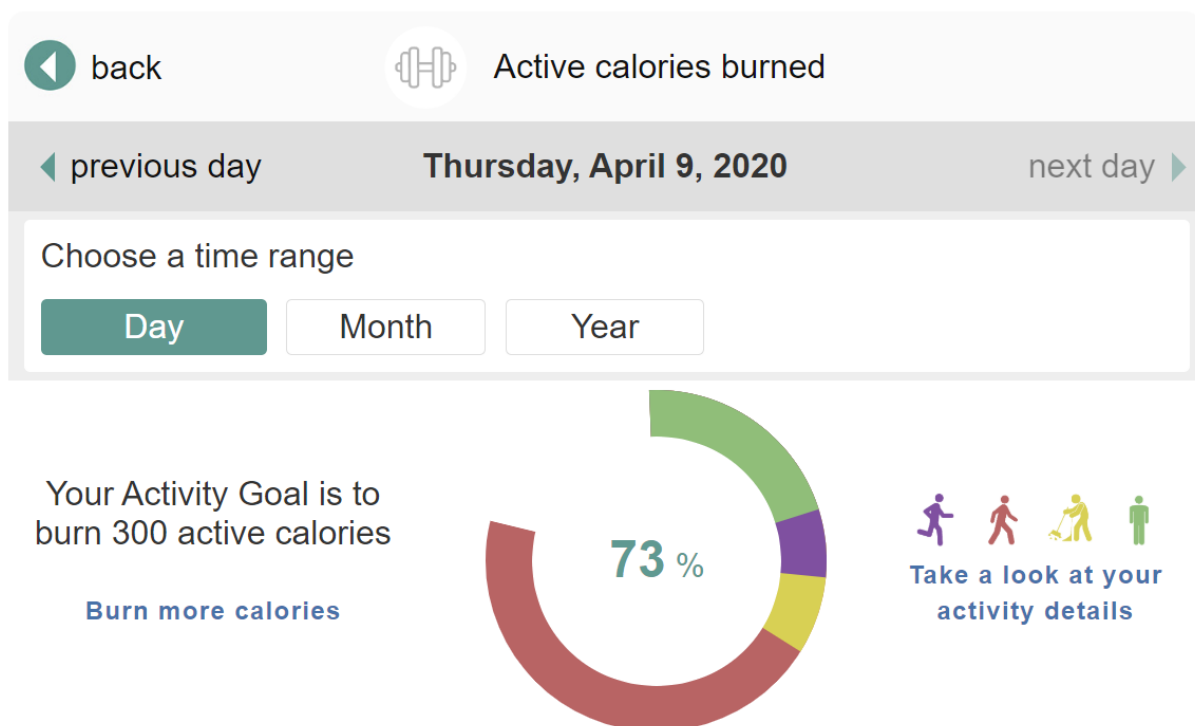 back
Active calories burned
previous day
Thursday, April 9, 2020
next day
Choose a time range
Day
Month
Year
Your Activity Goal is to
burn 300 active calories
Burn more calories
73 %
Take a look at your
activity details